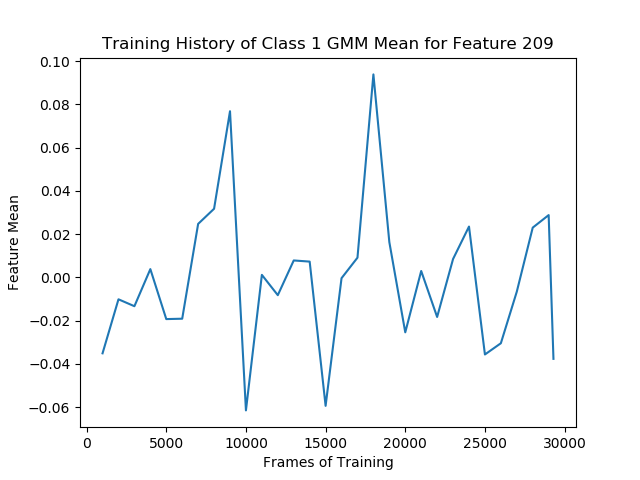 Training History of Class 1 GMM Mean for Feature 209
0.10
0.08
0.06
0.04
0.02
0.00
−0.02
−0.04
−0.06
Feature Mean
0 5000 10000 15000 20000 25000 30000
Frames of Training